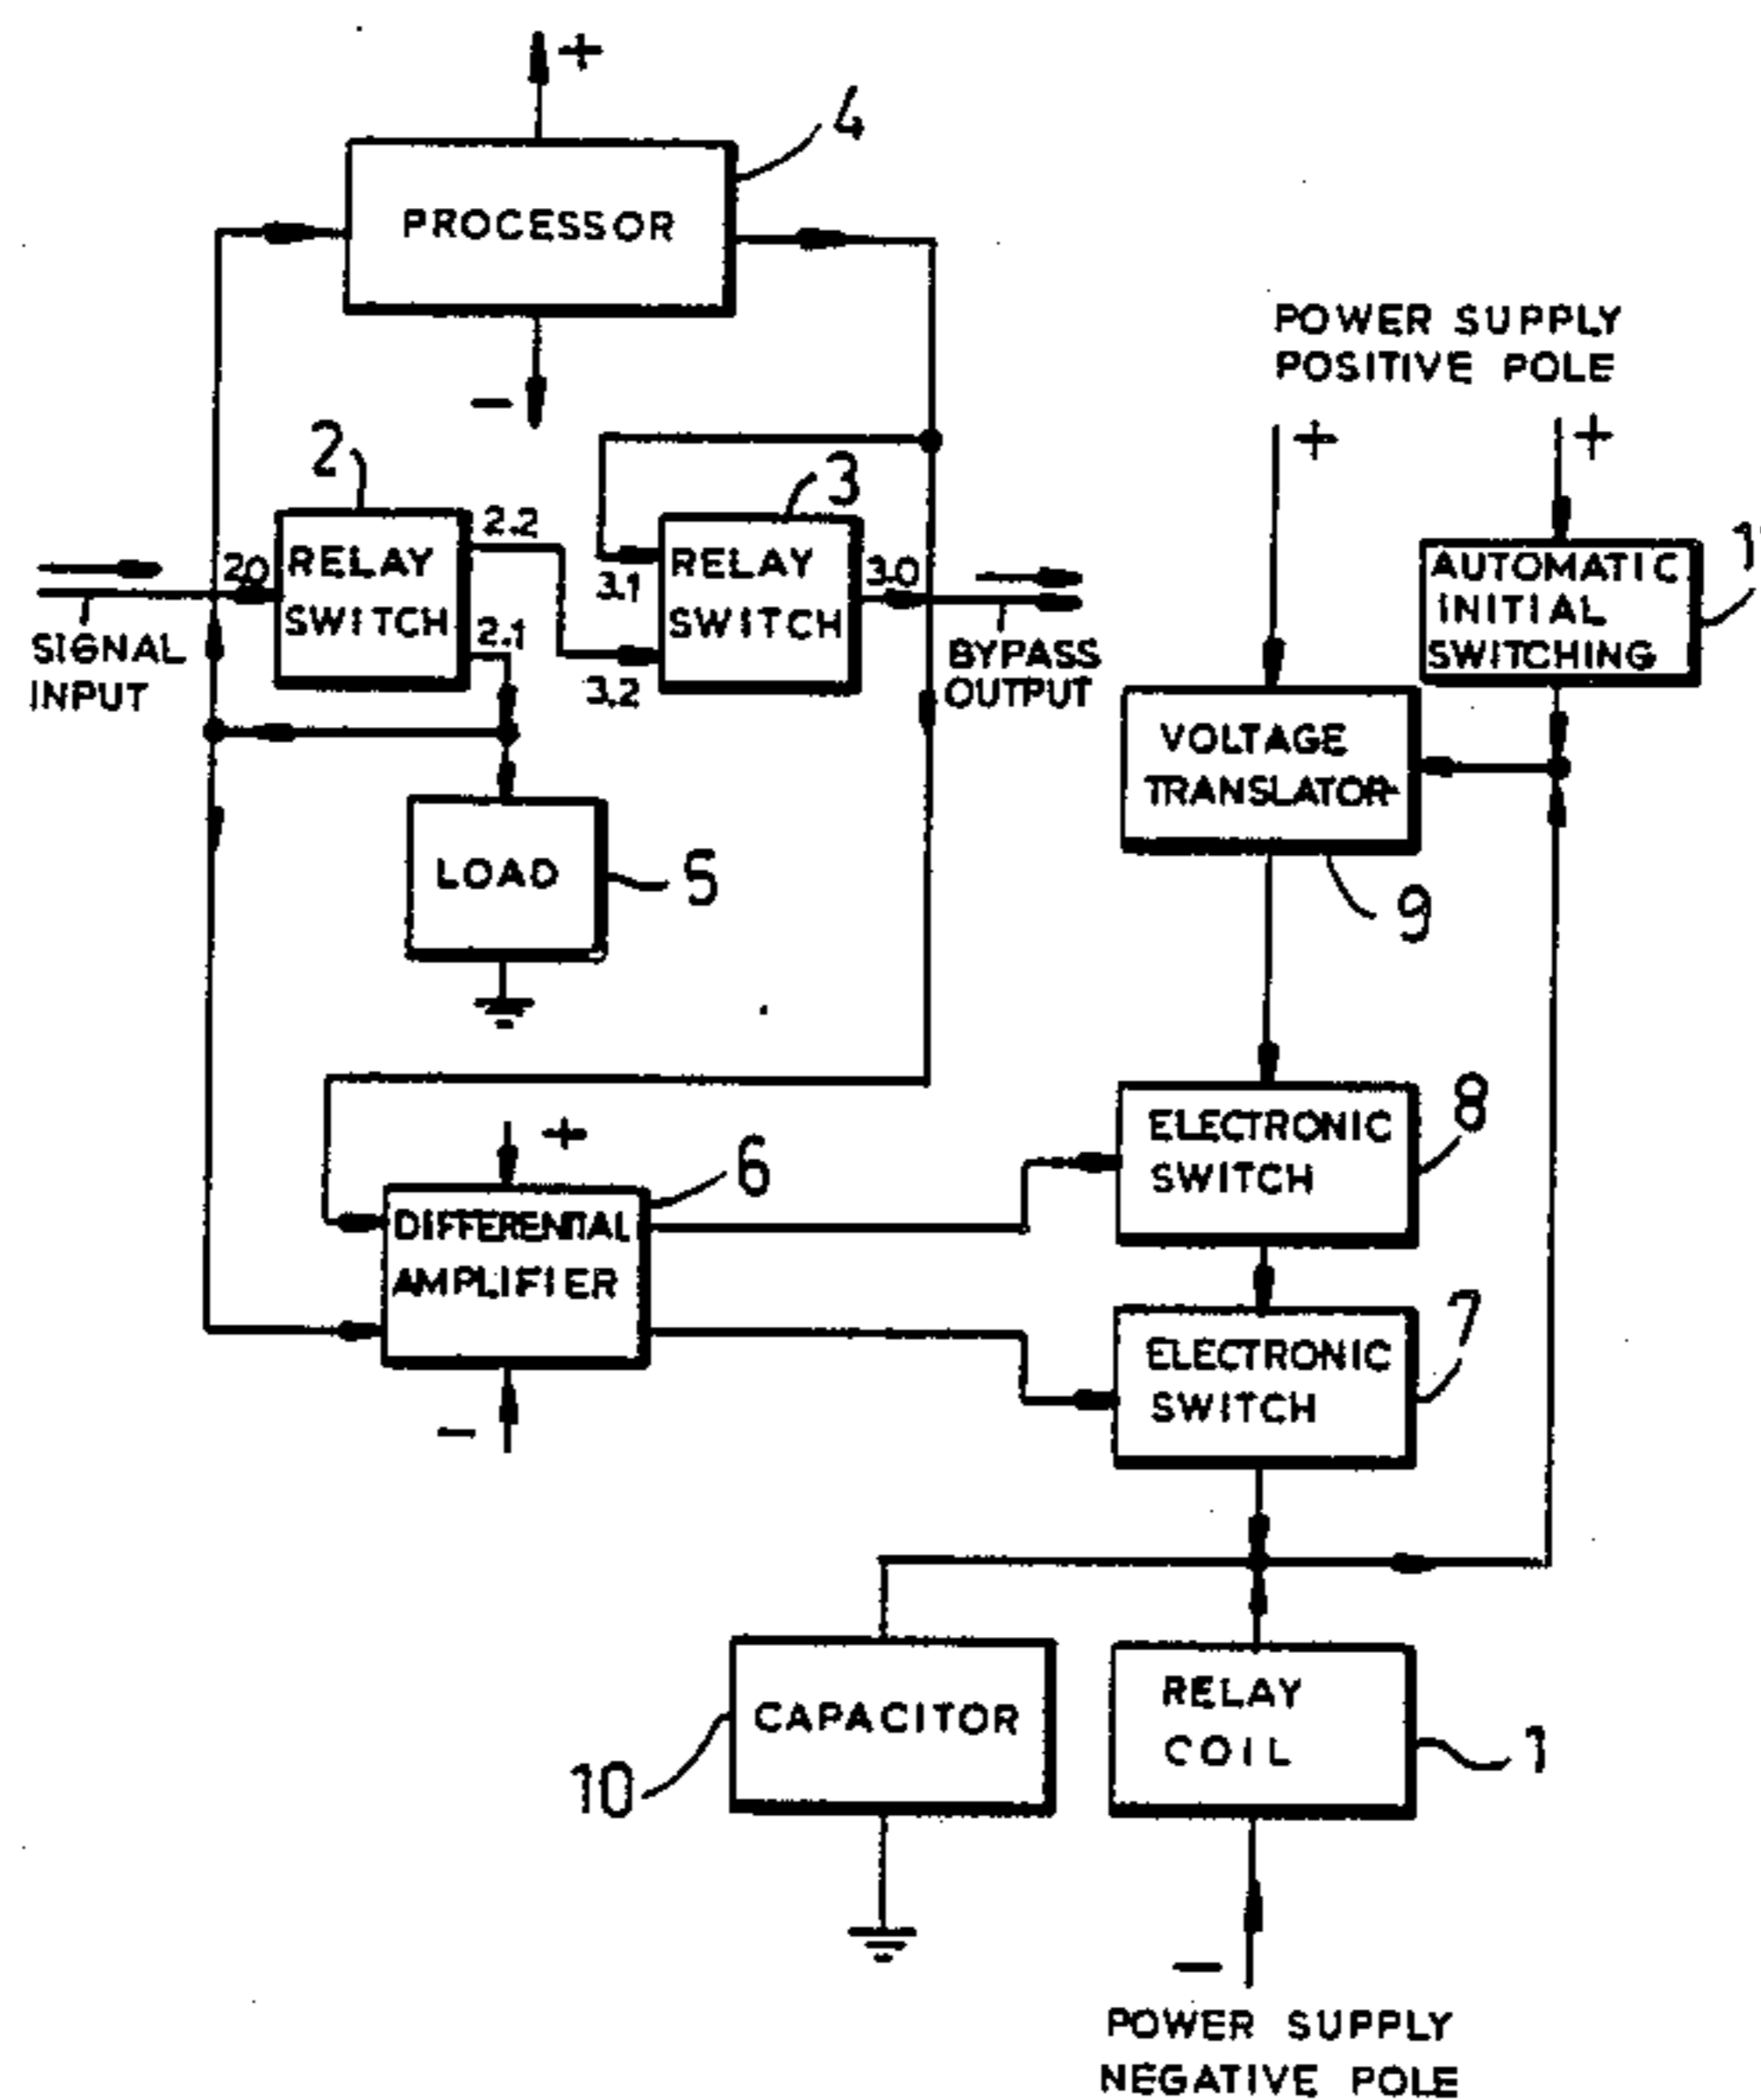 +
4
PROCESSOR
-
POWER SUPPLY
POSITIVE POLE
+
+
2
3
2.0
RELAY
SWITCH
2.2
2.1
3.1
3.2
RELAY
SWITCH
3.0
SIGNAL
INPUT
BYPASS
OUTPUT
AUTOMATIC
INITIAL
SWITCHING
VOLTAGE
TRANSLATOR
9
LOAD
5
ELECTRONIC
SWITCH
8
+
6
DIFFERENTIAL
AMPLIFIER
-
ELECTRONIC
SWITCH
7
CAPACITOR
10
RELAY
COIL
1
-
POWER SUPPLY
NEGATIVE POLE